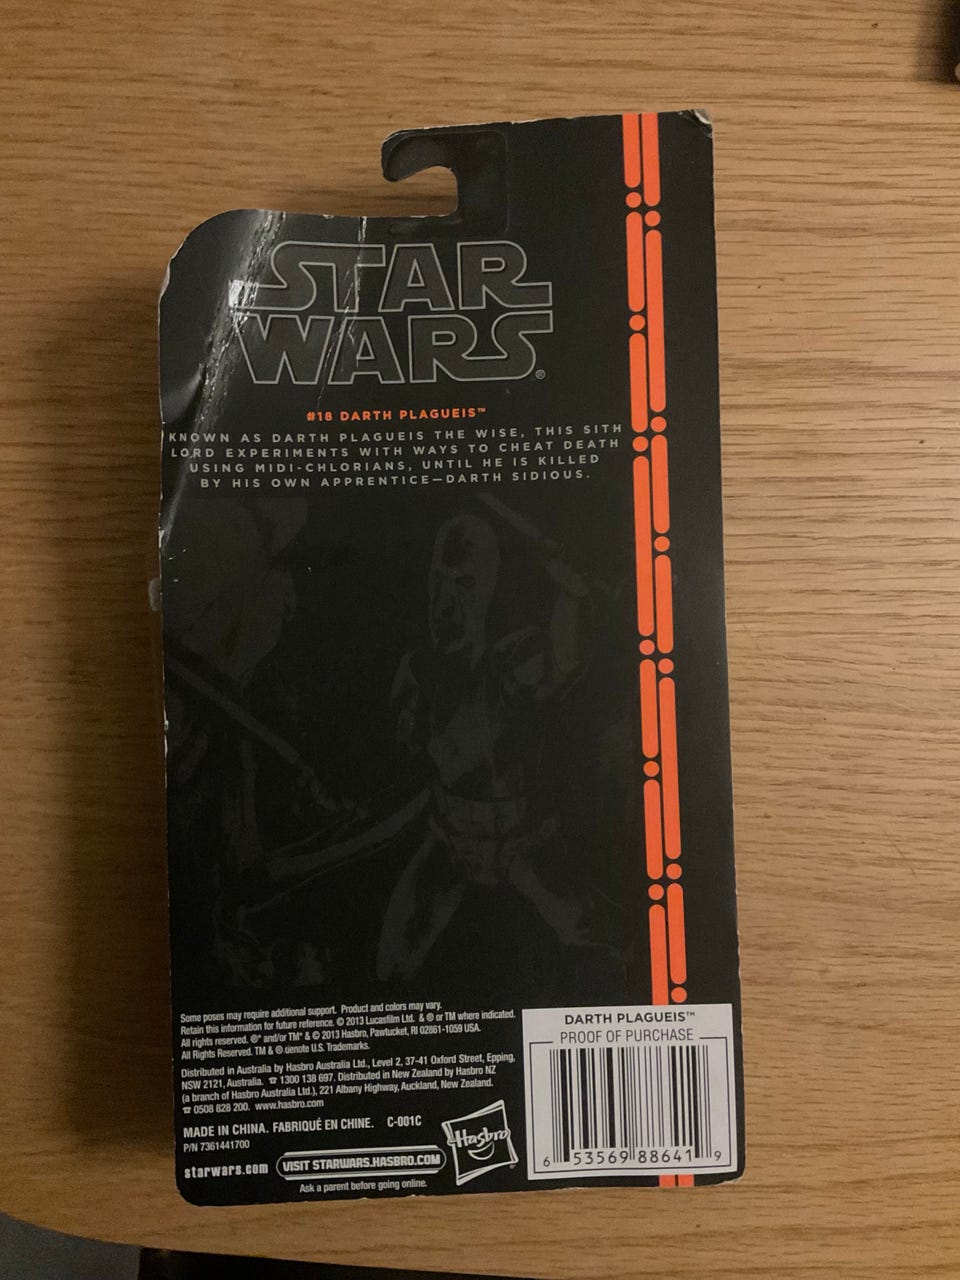 STAR
WARS®
#18 DARTH PLAGUEIS™
KNOWN AS DARTH PLAGUEIS THE WISE, THIS SITH
LORD EXPERIMENTS WITH WAYS TO CHEAT DEATH
USING MIDI-CHLORIANS, UNTIL HE IS KILLED
BY HIS OWN APPRENTICE—DARTH SIDIOUS.
Some poses may require additional support. Product and colors may vary.
Retain this information for future reference. © 2013 Lucasfilm Ltd. & ® or TM where indicated.
All rights reserved. ®* and/or TM* & © 2013 Hasbro, Pawtucket, RI 02861-1059 USA.
All Rights Reserved. TM & ® denote U.S. Trademarks.
Distributed in Australia by Hasbro Australia Ltd., Level 2, 37-41 Oxford Street, Epping,
NSW 2121, Australia. ☎ 1300 138 697. Distributed in New Zealand by Hasbro NZ
(a branch of Hasbro Australia Ltd.), 221 Albany Highway, Auckland, New Zealand.
☎ 0508 828 200. www.hasbro.com
MADE IN CHINA. FABRIQUÉ EN CHINE. C-001C
P/N 7361441700
starwars.com VISIT STARWARS.HASBRO.COM
Ask a parent before going online.
Hasbro®
DARTH PLAGUEIS™
PROOF OF PURCHASE
6 53569 88641 9